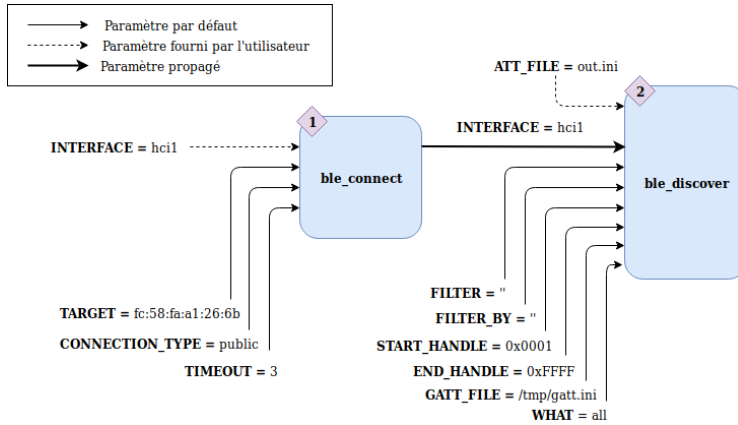 Paramètre par défaut
Paramètre fourni par l'utilisateur
Paramètre propagé
ATT_FILE = out.ini
1
2
INTERFACE = hci1
INTERFACE = hci1
ble_connect
ble_discover
TARGET = fc:58:fa:a1:26:6b
CONNECTION_TYPE = public
TIMEOUT = 3
FILTER = ''
FILTER_BY = ''
START_HANDLE = 0x0001
END_HANDLE = 0xFFFF
GATT_FILE = /tmp/gatt.ini
WHAT = all